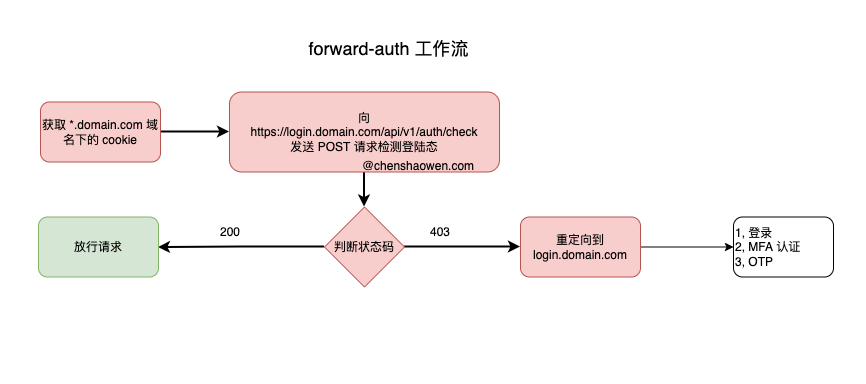 forward-auth 工作流
获取 *.domain.com 域
名下的 cookie
向
https://login.domain.com/api/v1/auth/check
发送 POST 请求检测登陆态
@chenshaowen.com
放行请求
200
判断状态码
403
重定向到
login.domain.com
1, 登录
2, MFA 认证
3, OTP